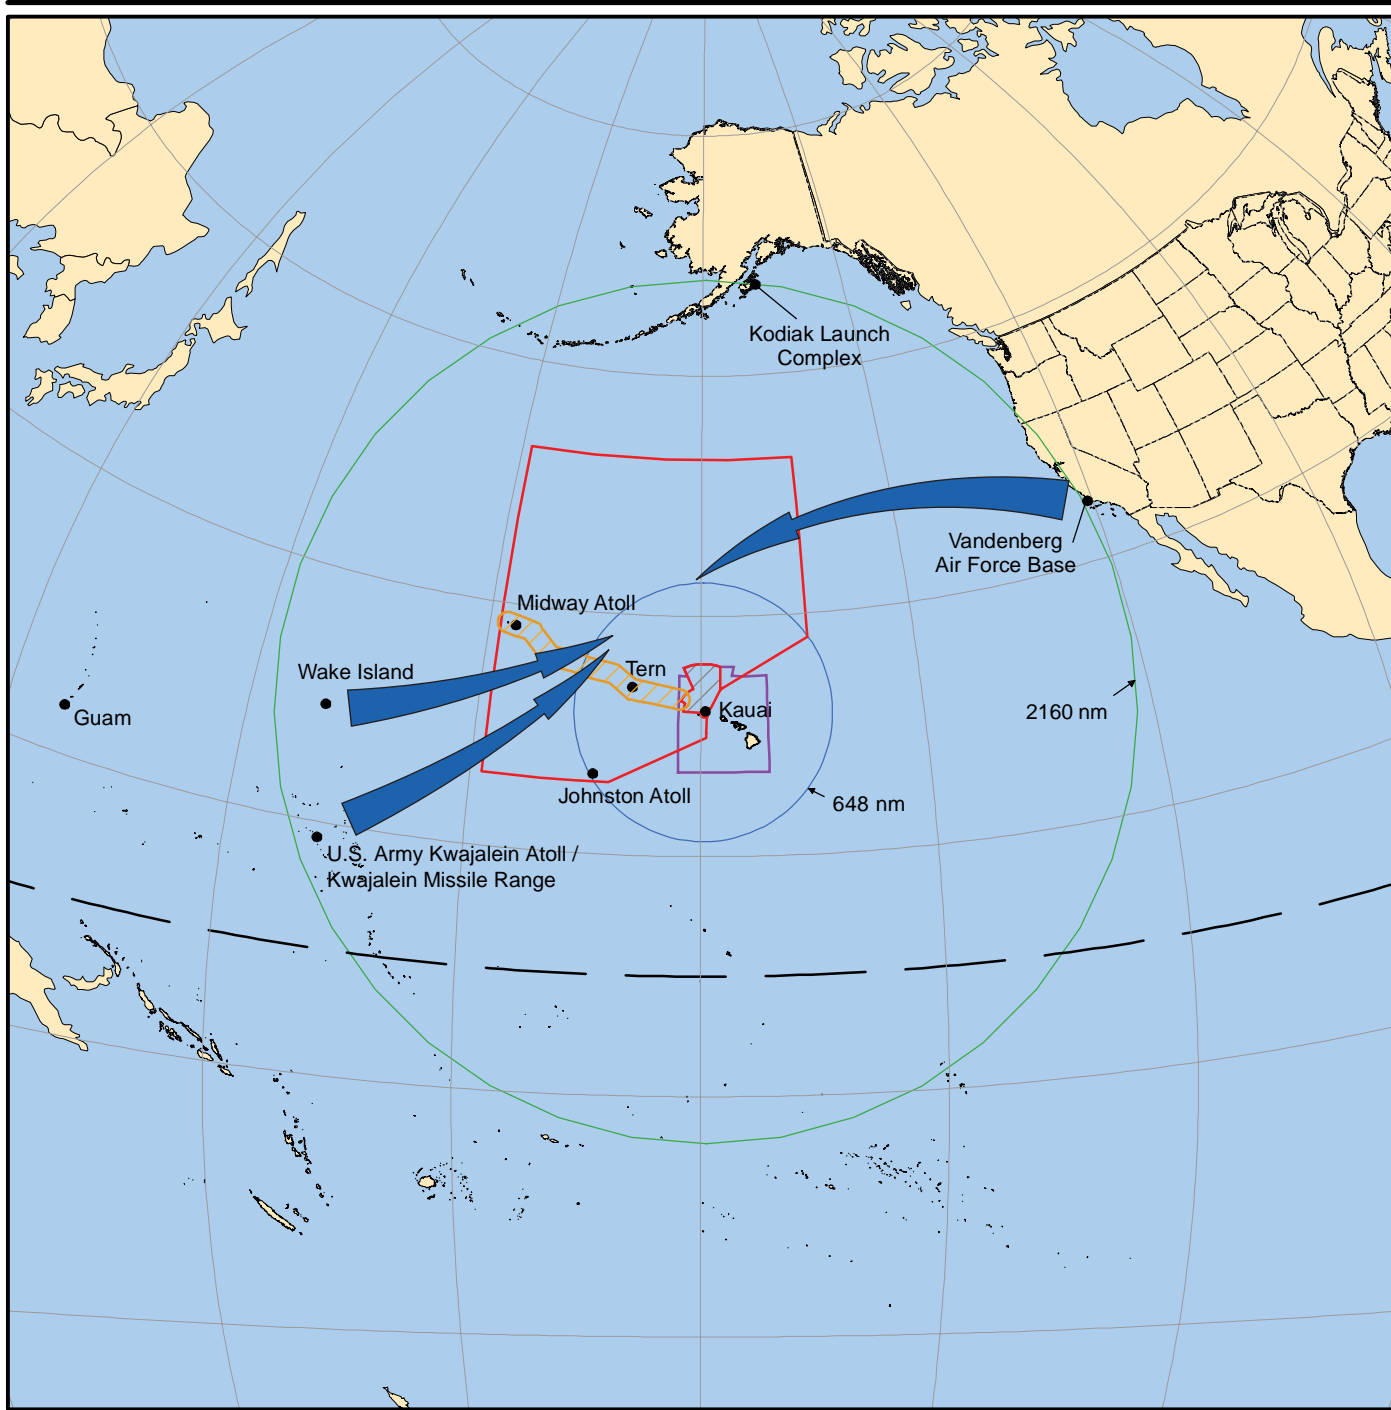 Kodiak Launch
Complex
Vandenberg
Air Force Base
Midway Atoll
Wake Island
Tern
Guam
Kauai
2160 nm
Johnston Atoll
648 nm
U.S. Army Kwajalein Atoll /
Kwajalein Missile Range